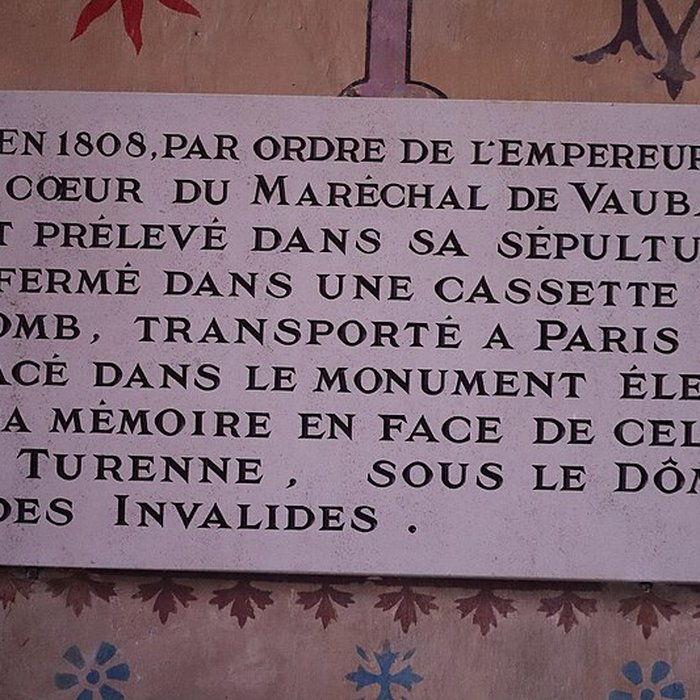 EN 1808, PAR ORDRE DE L'EMPEREUR
CŒUR DU MARÉCHAL DE VAUB
T PRÉLEVÉ DANS SA SÉPULTU
FERMÉ DANS UNE CASSETTE
OMB, TRANSPORTÉ A PARIS
ACÉ DANS LE MONUMENT ÉLE
A MÉMOIRE EN FACE DE CEL
TURENNE, SOUS LE DÔM
DES INVALIDES.